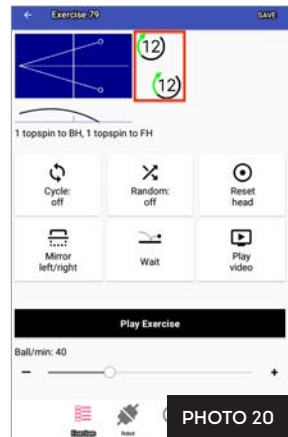 Exercise 79
SAVE
12
12
1 topspin to BH, 1 topspin to FH
Cycle:
off
Random:
off
Reset
head
Mirror
left/right
Wait
Play
video
Play Exercise
Ball/min: 40
Exercises
Robot
PHOTO 20